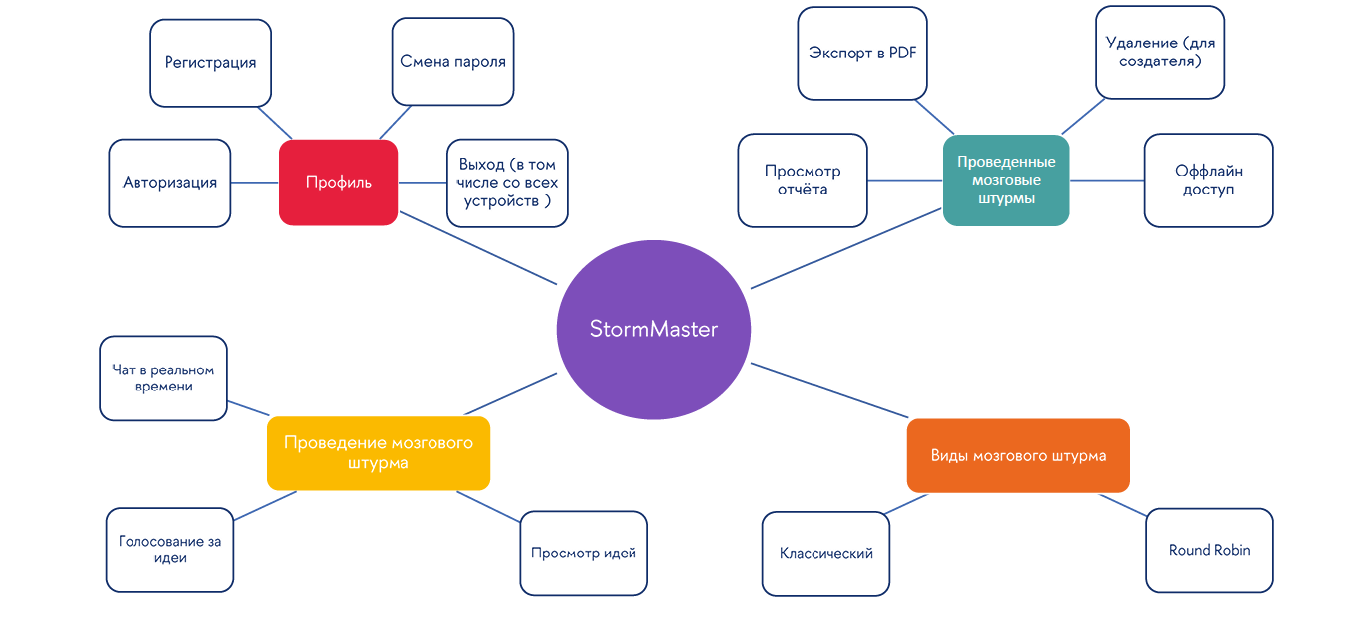 Регистрация
Смена пароля
Авторизация
Профиль
Выход (в том
числе со всех
устройств )
Экспорт в PDF
Удаление (для
создателя)
Просмотр
отчёта
Проведенные
мозговые
штурмы
Оффлайн
доступ
StormMaster
Чат в реальном
времени
Проведение мозгового
штурма
Голосование за
идеи
Просмотр идей
Виды мозгового штурма
Классический
Round Robin